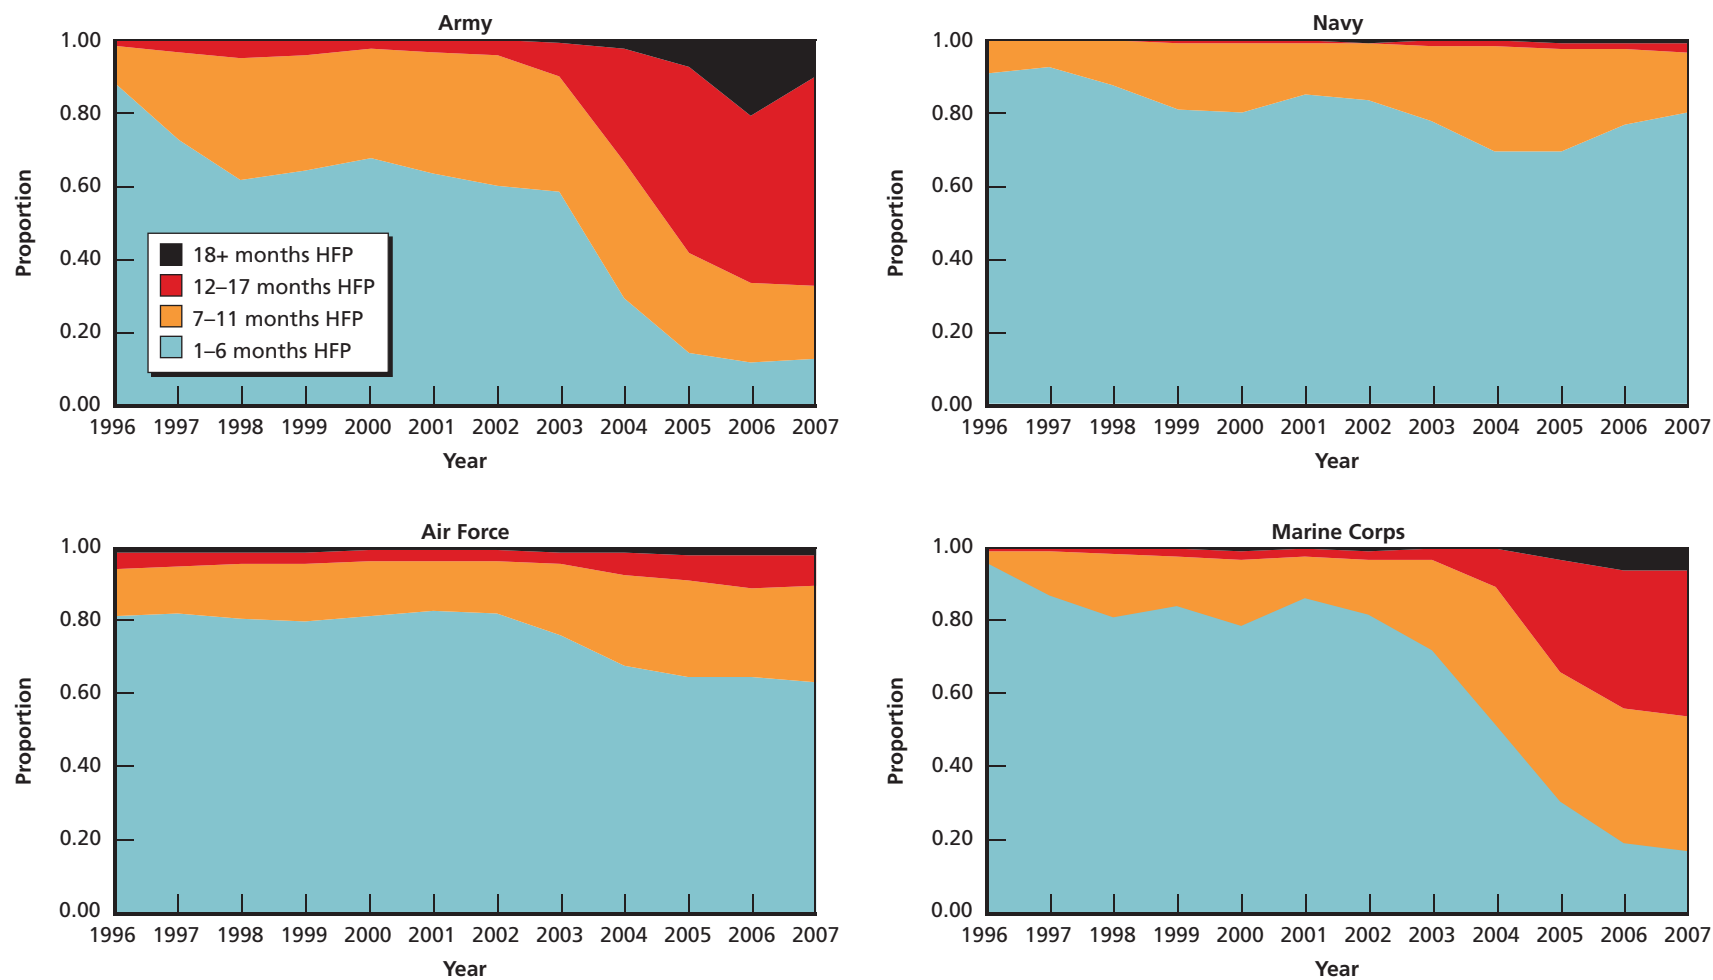 Army
1.00
0.80
0.60
0.40
0.20
0.00
Proportion
18+ months HFP
12–17 months HFP
7–11 months HFP
1–6 months HFP
1996 1997 1998 1999 2000 2001 2002 2003 2004 2005 2006 2007
Year
Navy
1.00
0.80
0.60
0.40
0.20
0.00
Proportion
1996 1997 1998 1999 2000 2001 2002 2003 2004 2005 2006 2007
Year
Air Force
1.00
0.80
0.60
0.40
0.20
0.00
Proportion
1996 1997 1998 1999 2000 2001 2002 2003 2004 2005 2006 2007
Year
Marine Corps
1.00
0.80
0.60
0.40
0.20
0.00
Proportion
1996 1997 1998 1999 2000 2001 2002 2003 2004 2005 2006 2007
Year